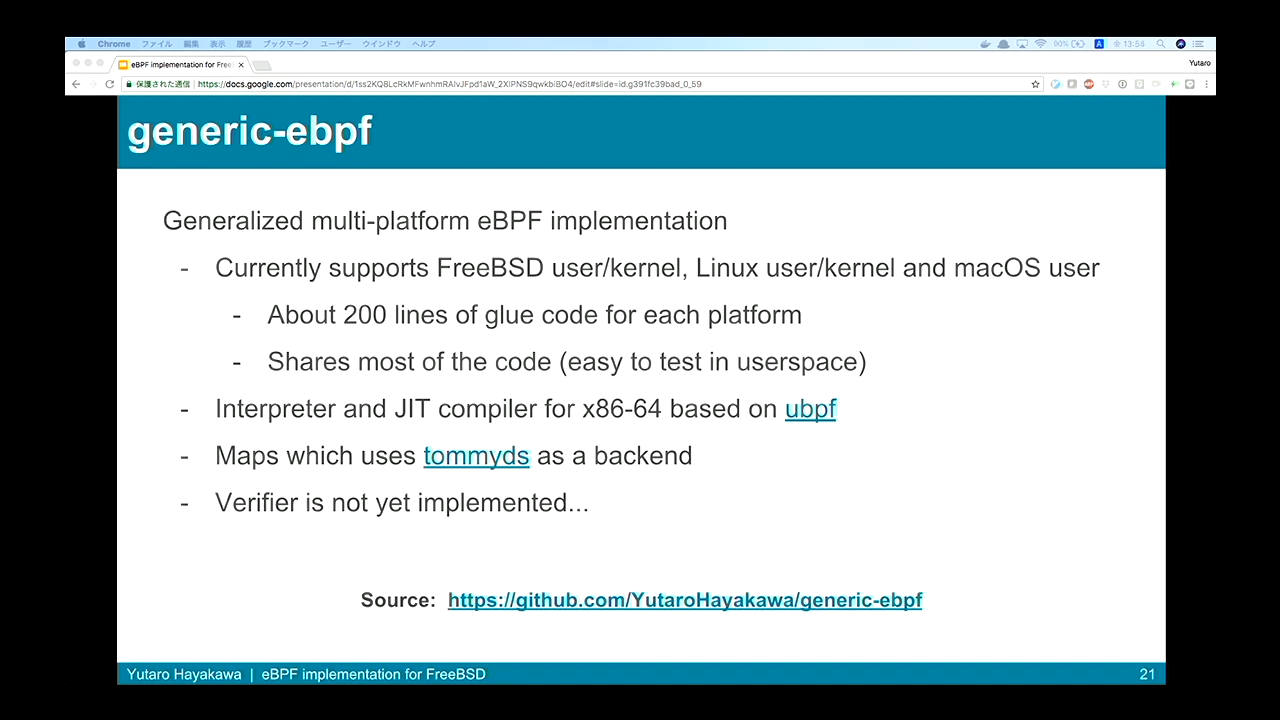 Chrome ファイル 編集 表示 履歴 ブックマーク ユーザー ウインドウ ヘルプ 90% A 13:54
eBPF implementation for Free Yutaro
保護された通信 https://docs.google.com/presentation/d/
generic-ebpf
Generalized multi-platform eBPF implementation
- Currently supports FreeBSD user/kernel, Linux user/kernel and macOS user
- About 200 lines of glue code for each platform
- Shares most of the code (easy to test in userspace)
- Interpreter and JIT compiler for x86-64 based on ubpf
- Maps which uses tommyds as a backend
- Verifier is not yet implemented...
Source: https://github.com/YutaroHayakawa/generic-ebpf
Yutaro Hayakawa | eBPF implementation for FreeBSD 21